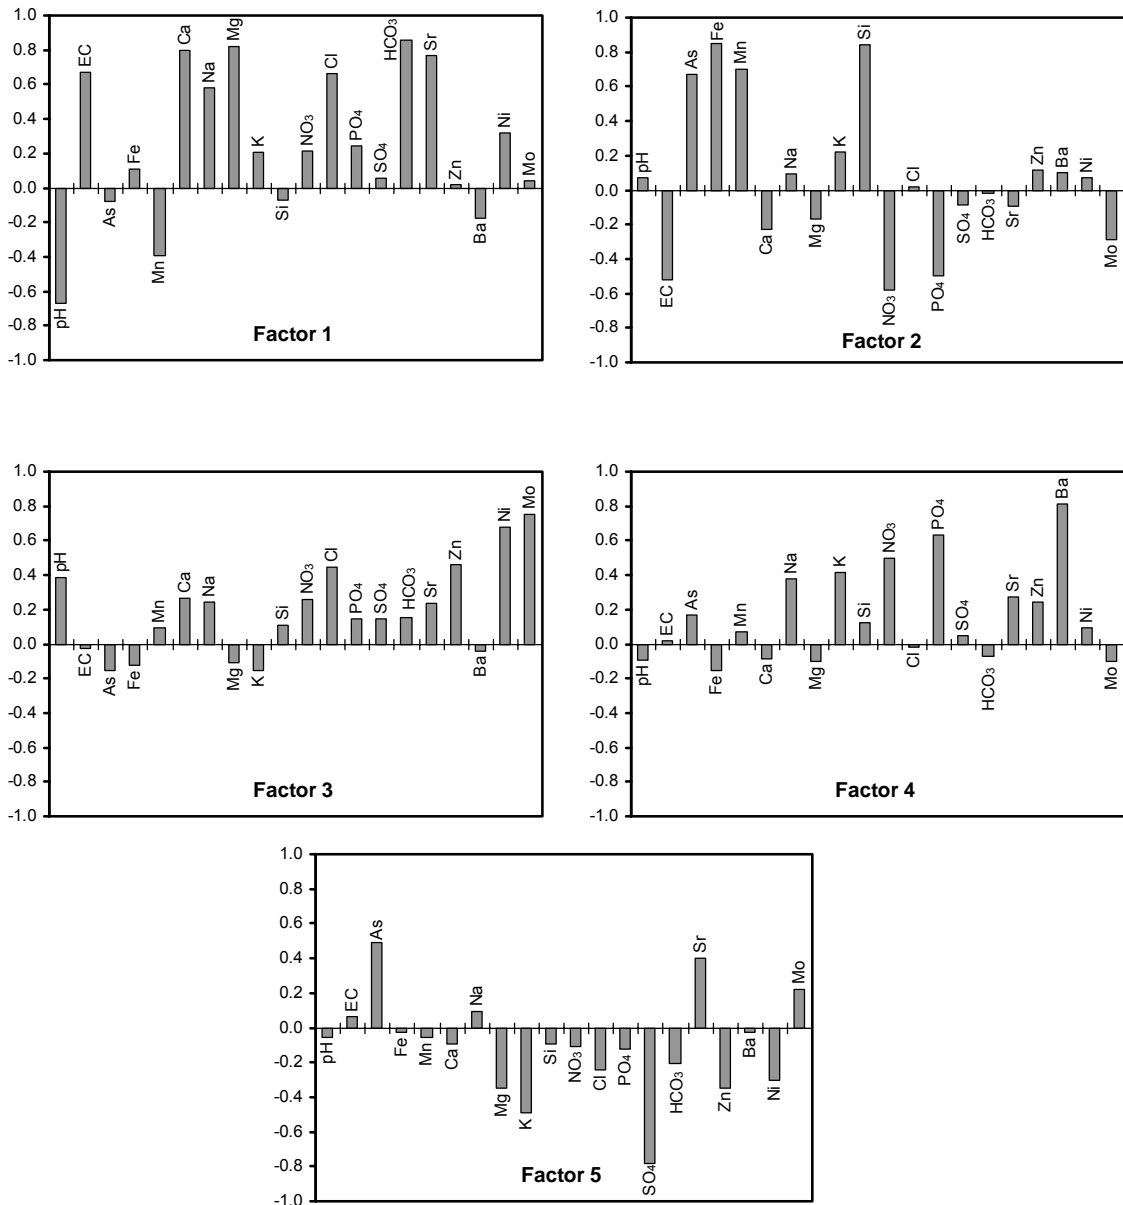 1.0
0.8
0.6
0.4
0.2
0.0
-0.2
-0.4
-0.6
-0.8
-1.0
pH
EC
As
Fe
Mn
Ca
Na
Mg
K
Si
NO₃
Cl
PO₄
SO₄
HCO₃
Sr
Zn
Ba
Ni
Mo
Factor 1
1.0
0.8
0.6
0.4
0.2
0.0
-0.2
-0.4
-0.6
-0.8
-1.0
pH
EC
As
Fe
Mn
Ca
Na
Mg
K
Si
NO₃
Cl
PO₄
SO₄
HCO₃
Sr
Zn
Ba
Ni
Mo
Factor 2
1.0
0.8
0.6
0.4
0.2
0.0
-0.2
-0.4
-0.6
-0.8
-1.0
pH
EC
As
Fe
Mn
Ca
Na
Mg
K
Si
NO₃
Cl
PO₄
SO₄
HCO₃
Sr
Zn
Ba
Ni
Mo
Factor 3
1.0
0.8
0.6
0.4
0.2
0.0
-0.2
-0.4
-0.6
-0.8
-1.0
pH
EC
As
Fe
Mn
Ca
Na
Mg
K
Si
NO₃
Cl
PO₄
SO₄
HCO₃
Sr
Zn
Ba
Ni
Mo
Factor 4
1.0
0.8
0.6
0.4
0.2
0.0
-0.2
-0.4
-0.6
-0.8
-1.0
pH
EC
As
Fe
Mn
Ca
Na
Mg
K
Si
NO₃
Cl
PO₄
SO₄
HCO₃
Sr
Zn
Ba
Ni
Mo
Factor 5